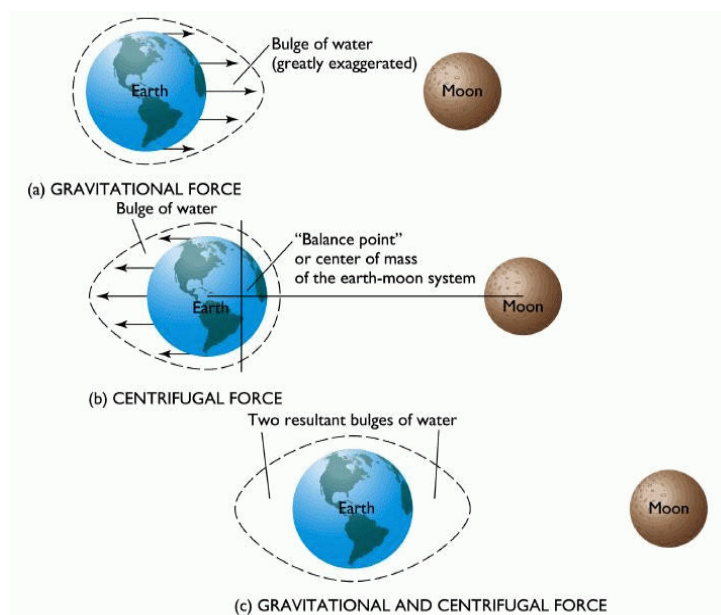 Bulge of water
(greatly exaggerated)
Earth
Moon
(a) GRAVITATIONAL FORCE
Bulge of water
"Balance point"
or center of mass
of the earth-moon system
Earth
Moon
(b) CENTRIFUGAL FORCE
Two resultant bulges of water
Earth
Moon
(c) GRAVITATIONAL AND CENTRIFUGAL FORCE